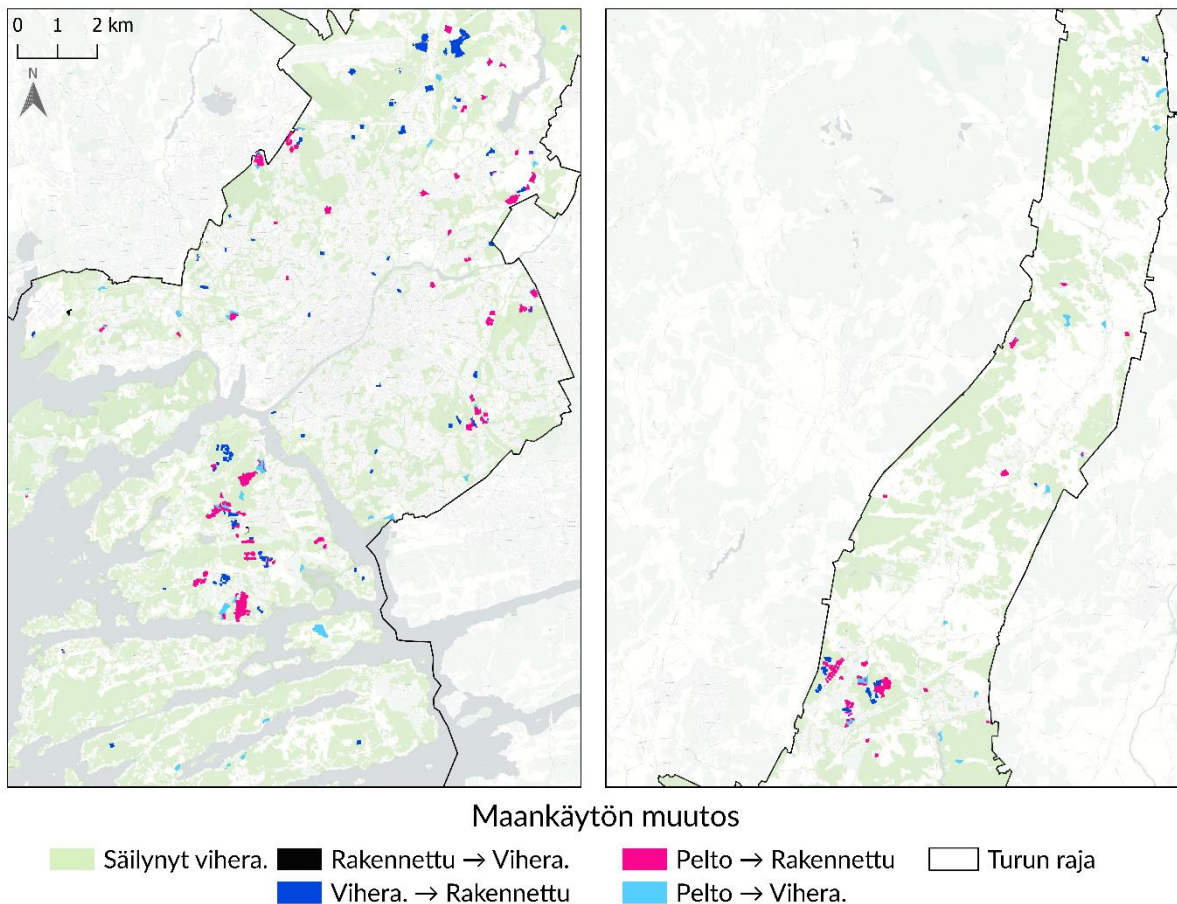 0 1 2 km
N
Maankäytön muutos
Säilynyt vihera. Rakennettu → Vihera. Pelto → Rakennettu Turun raja
Vihera. → Rakennettu Pelto → Vihera.